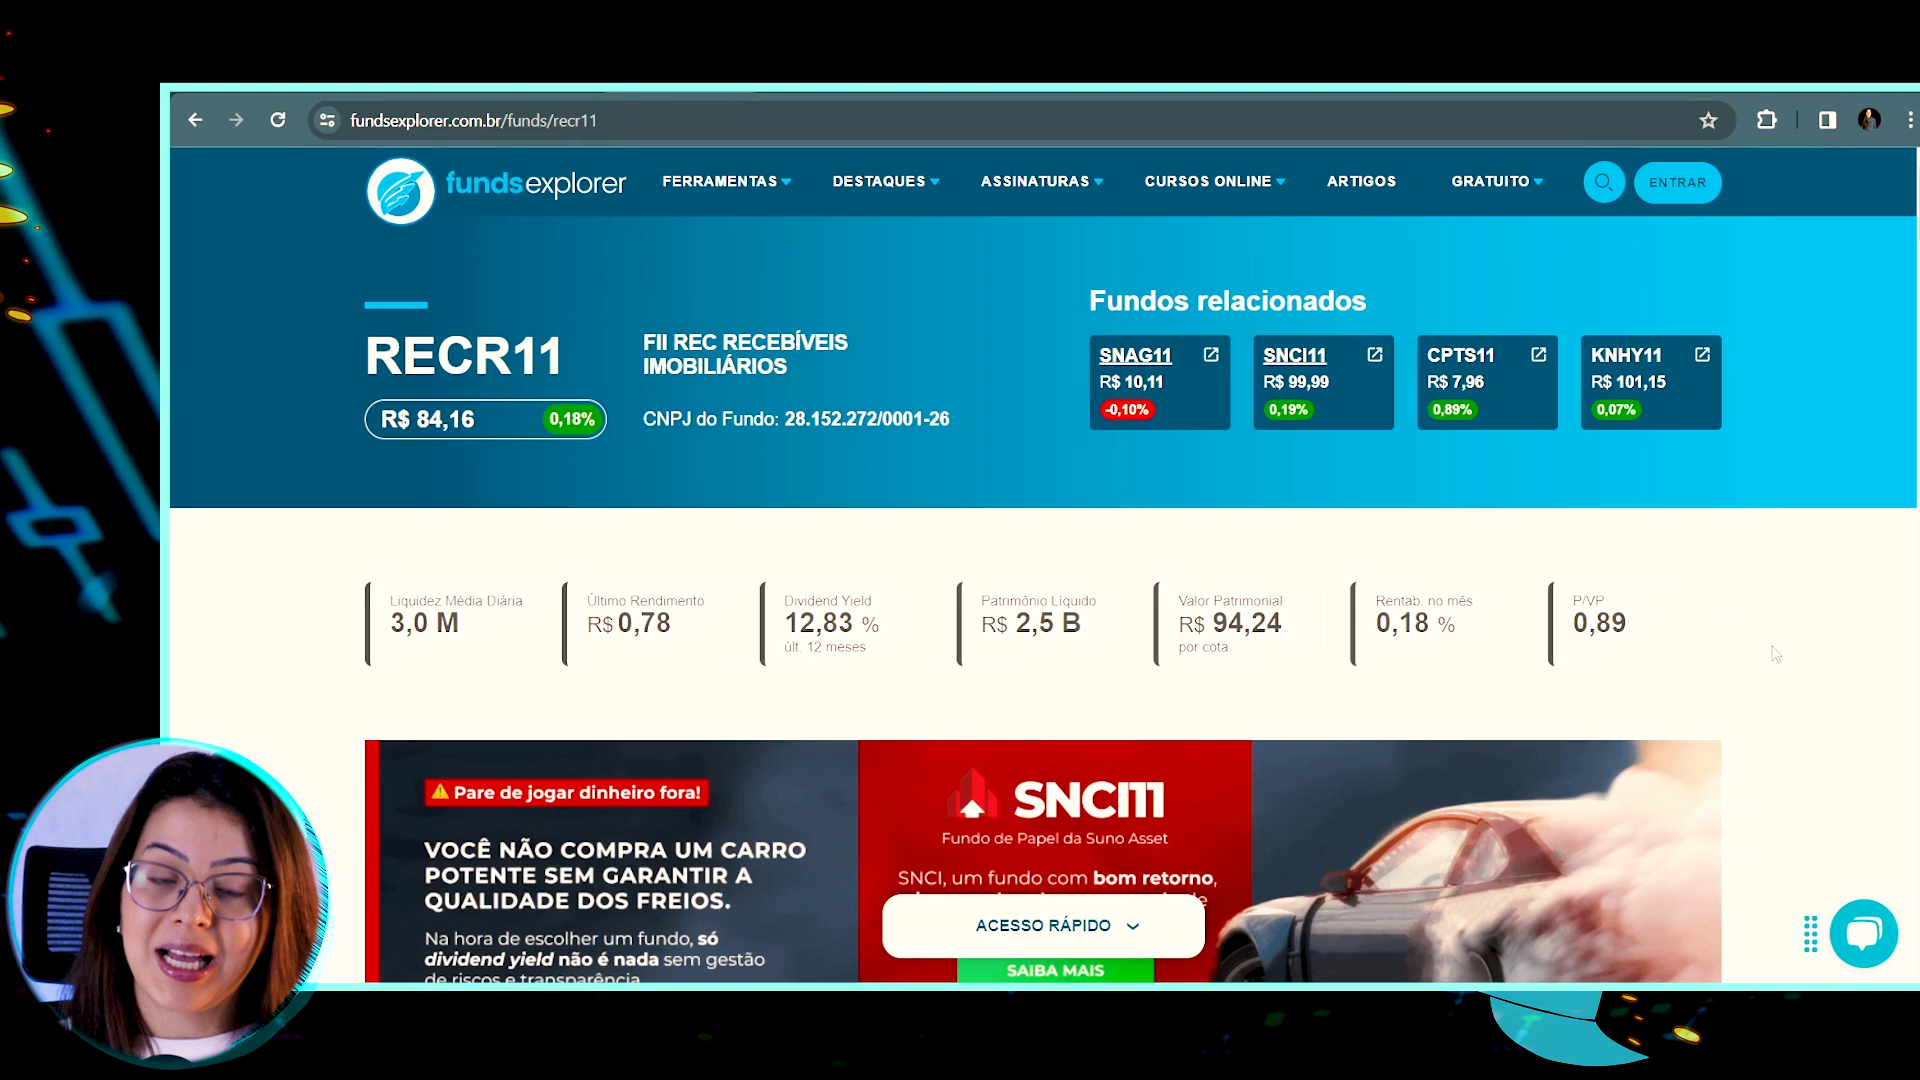 fundsexplorer.com.br/funds/recr11
fundsexplorer
FERRAMENTAS
DESTAQUES
ASSINATURAS
CURSOS ONLINE
ARTIGOS
GRATUITO
ENTRAR
RECR11
R$ 84,16
0,18%
FII REC RECEBÍVEIS
IMOBILIÁRIOS
CNPJ do Fundo: 28.152.272/0001-26
Fundos relacionados
SNAG11
R$ 10,11
-0,10%
SNCI11
R$ 99,99
0,19%
CPTS11
R$ 7,96
0,89%
KNHY11
R$ 101,15
0,07%
Liquidez Média Diária
3,0 M
Último Rendimento
R$ 0,78
Dividend Yield
12,83 %
últ. 12 meses
Patrimônio Líquido
R$ 2,5 B
Valor Patrimonial
R$ 94,24
por cota
Rentab. no mês
0,18 %
P/VP
0,89
Pare de jogar dinheiro fora!
VOCÊ NÃO COMPRA UM CARRO
POTENTE SEM GARANTIR A
QUALIDADE DOS FREIOS.
Na hora de escolher um fundo, só
dividend yield não é nada sem gestão
de riscos e transparência
SNCI11
Fundo de Papel da Suno Asset
SNCI, um fundo com bom retorno,
ACESSO RÁPIDO
SAIBA MAIS